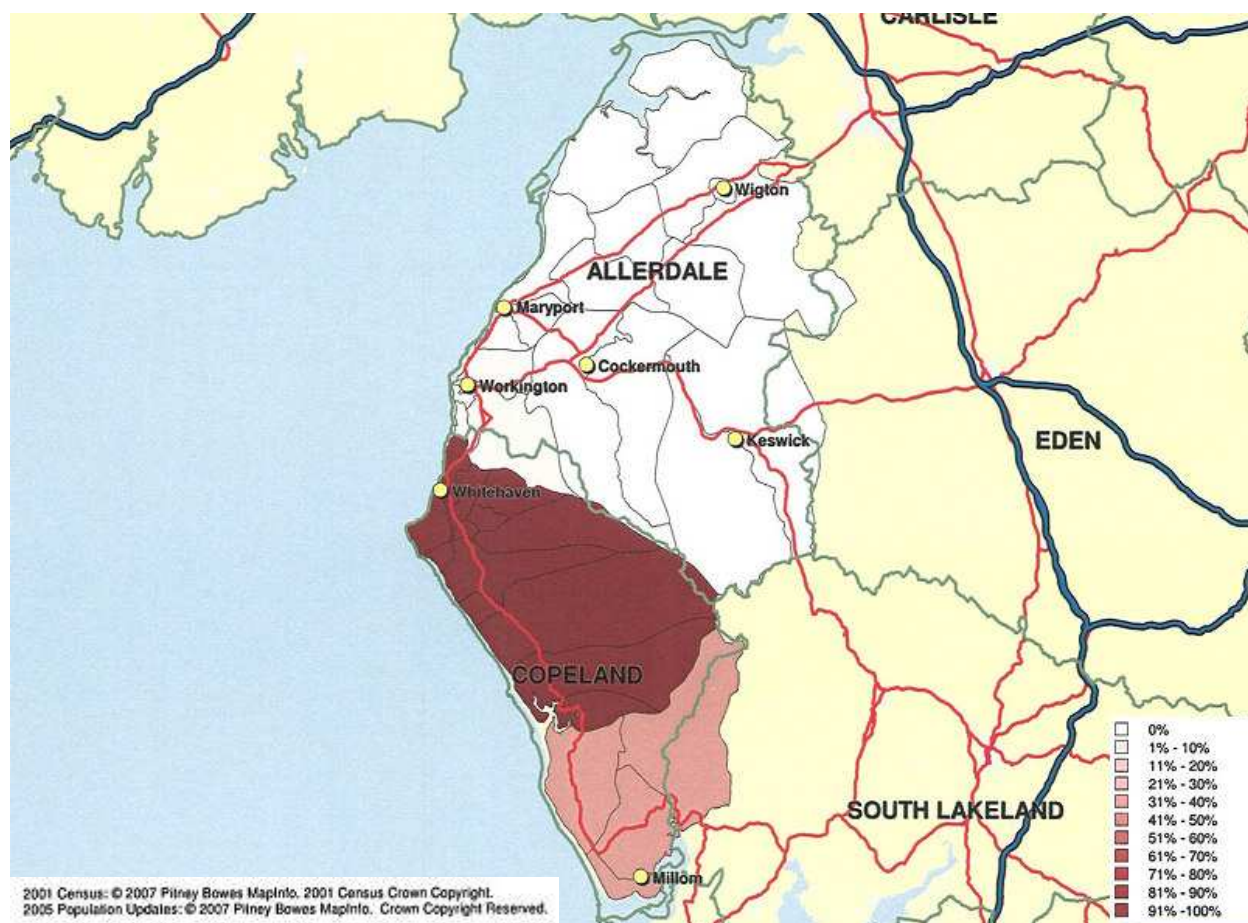 CARLISLE
Wigton
ALLERDALE
Maryport
Cockermouth
Workington
Keswick
EDEN
Whitehaven
COPELAND
SOUTH LAKELAND
Millom
0%
1% - 10%
11% - 20%
21% - 30%
31% - 40%
41% - 50%
51% - 60%
61% - 70%
71% - 80%
81% - 90%
91% -100%
2001 Census: © 2007 Pitney Bowes MapInfo. 2001 Census Crown Copyright.
2005 Population Updates: © 2007 Pitney Bowes MapInfo. Crown Copyright Reserved.